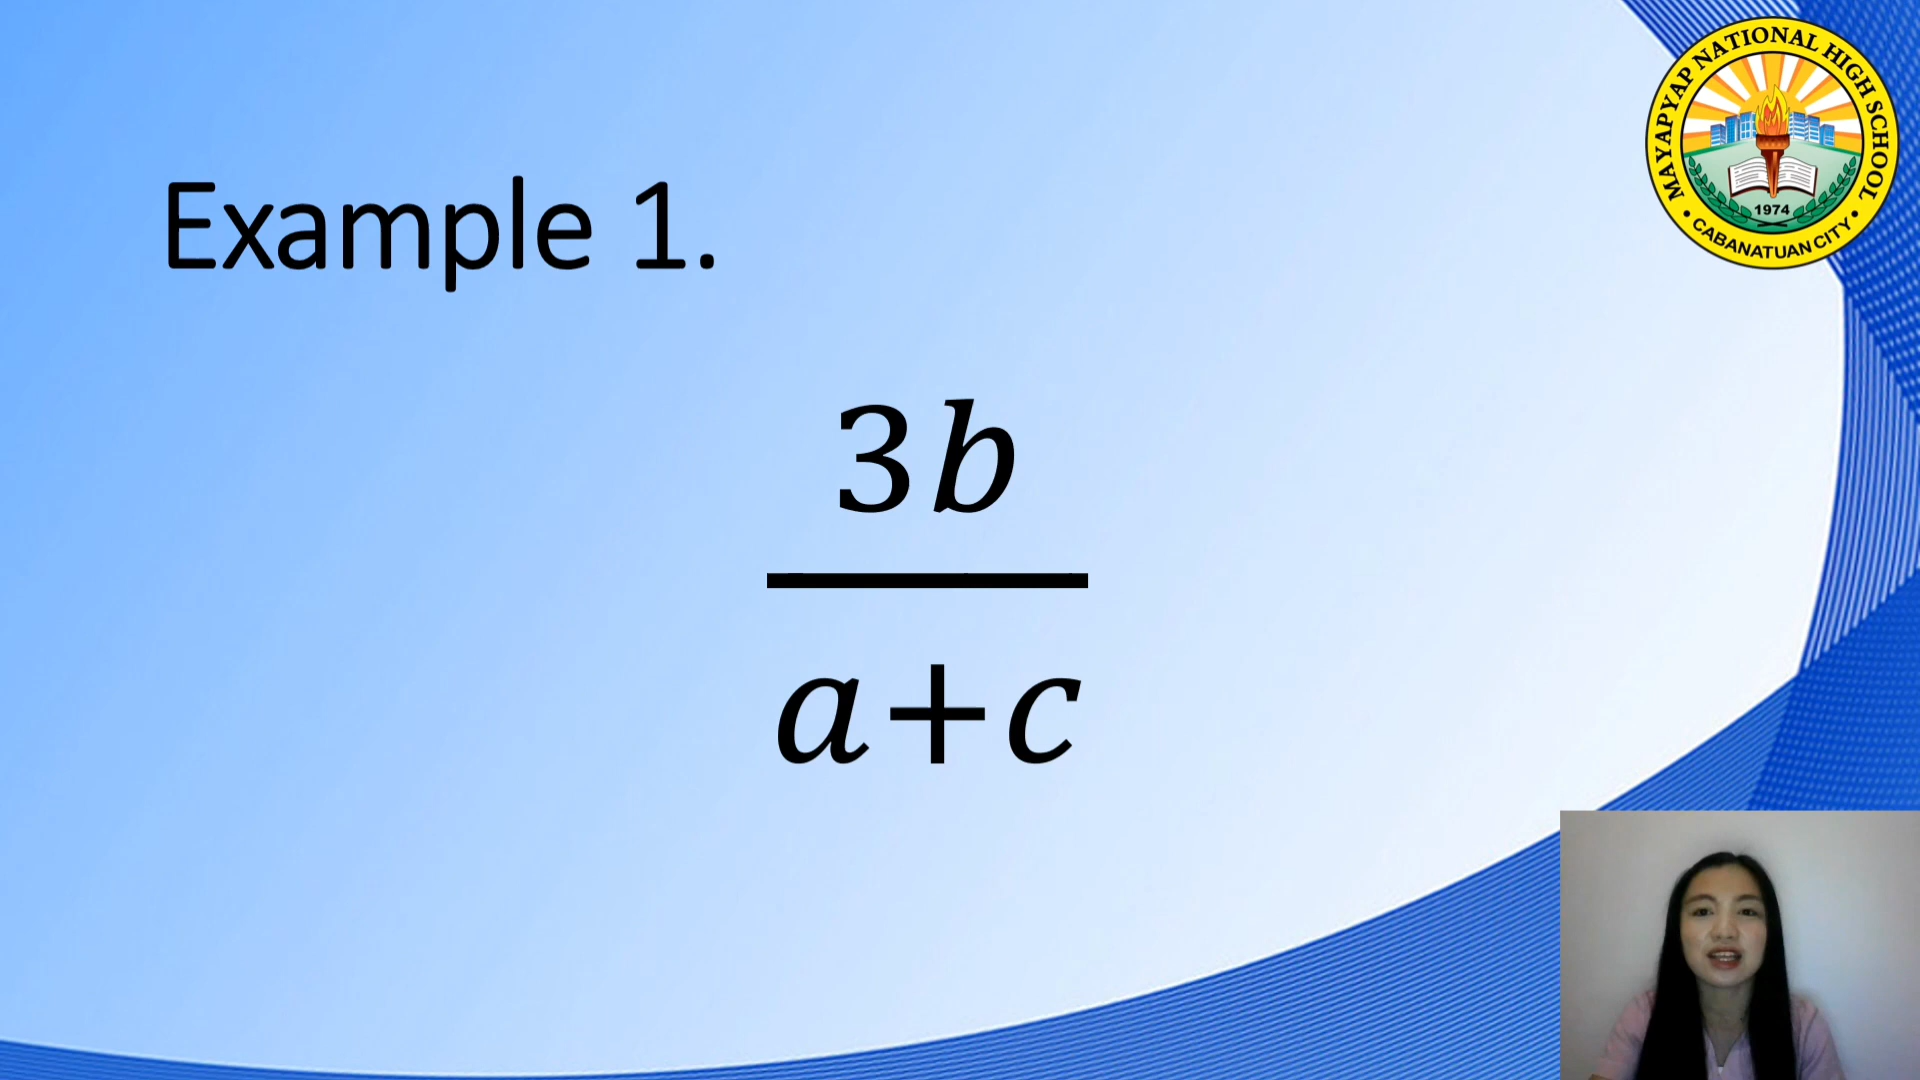 MAYAPYAP NATIONAL HIGH SCHOOL
1974
• CABANATUAN CITY •
Example 1.
3b
a+c